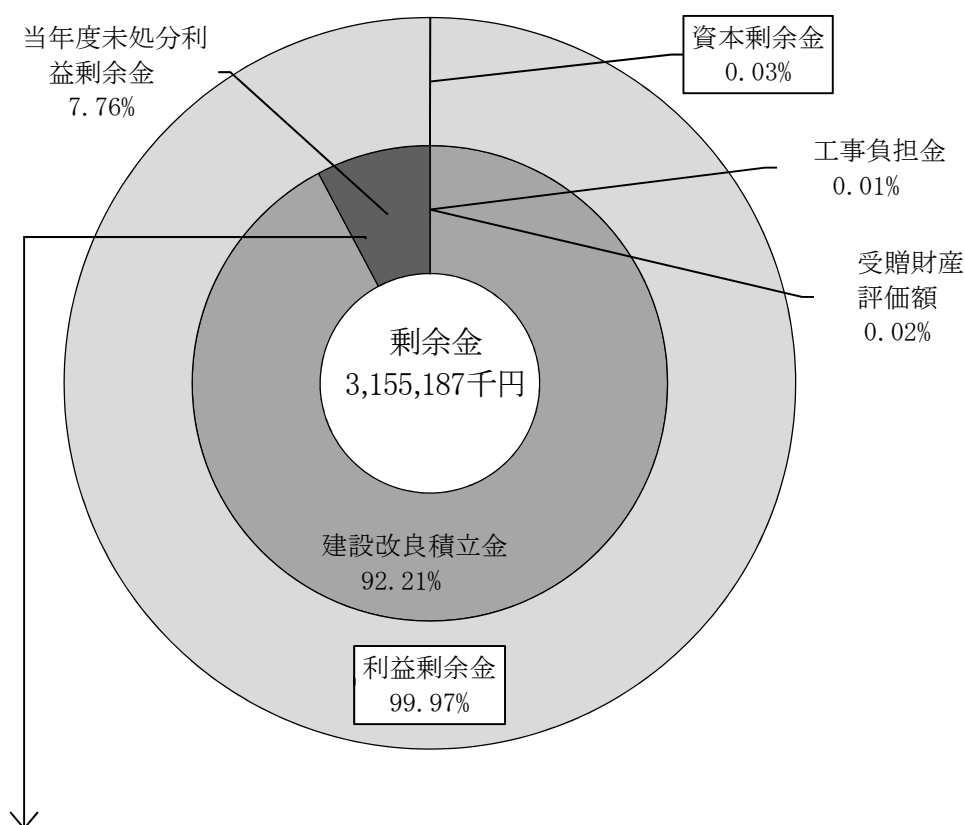 当年度未処分利
益剰余金
7.76%
資本剰余金
0.03%
工事負担金
0.01%
受贈財産
評価額
0.02%
剰余金
3,155,187千円
建設改良積立金
92.21%
利益剰余金
99.97%